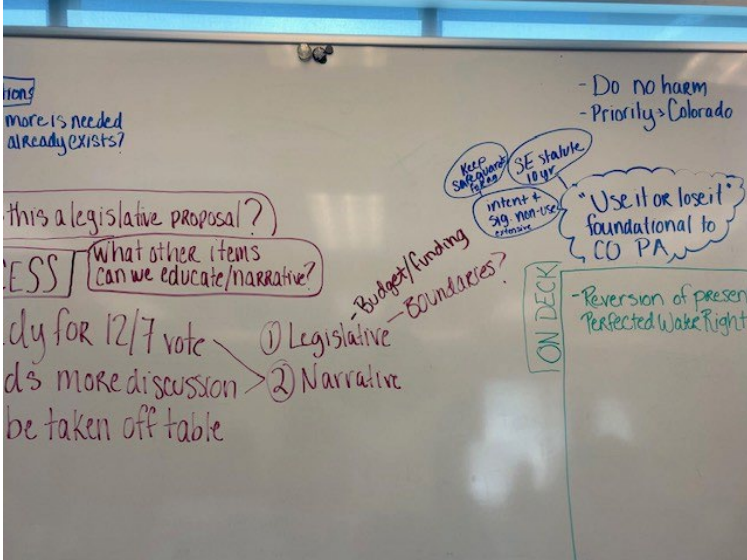 tions
more is needed
already exists?
this a legislative proposal?
CESS
What other items
can we educate/narrative?
dy for 12/7 vote
ds more discussion
be taken off table
- Budget/funding
① Legislative
- Boundaries?
② Narrative
- Do no harm
- Priority > Colorado
Keep
safeguards
SE statute
10yr
intent &
sig. non-use
extensive
"Use it or lose it"
foundational to
CO PA
ON DECK
- Reversion of presen
Perfected Water Right